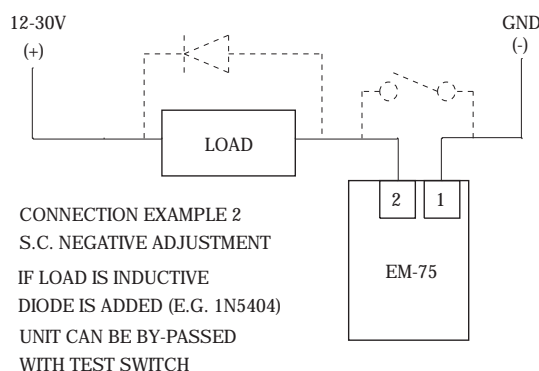 12-30V
(+)
GND
(-)
LOAD
2
1
EM-75
CONNECTION EXAMPLE 2
S.C. NEGATIVE ADJUSTMENT
IF LOAD IS INDUCTIVE
DIODE IS ADDED (E.G. 1N5404)
UNIT CAN BE BY-PASSED
WITH TEST SWITCH